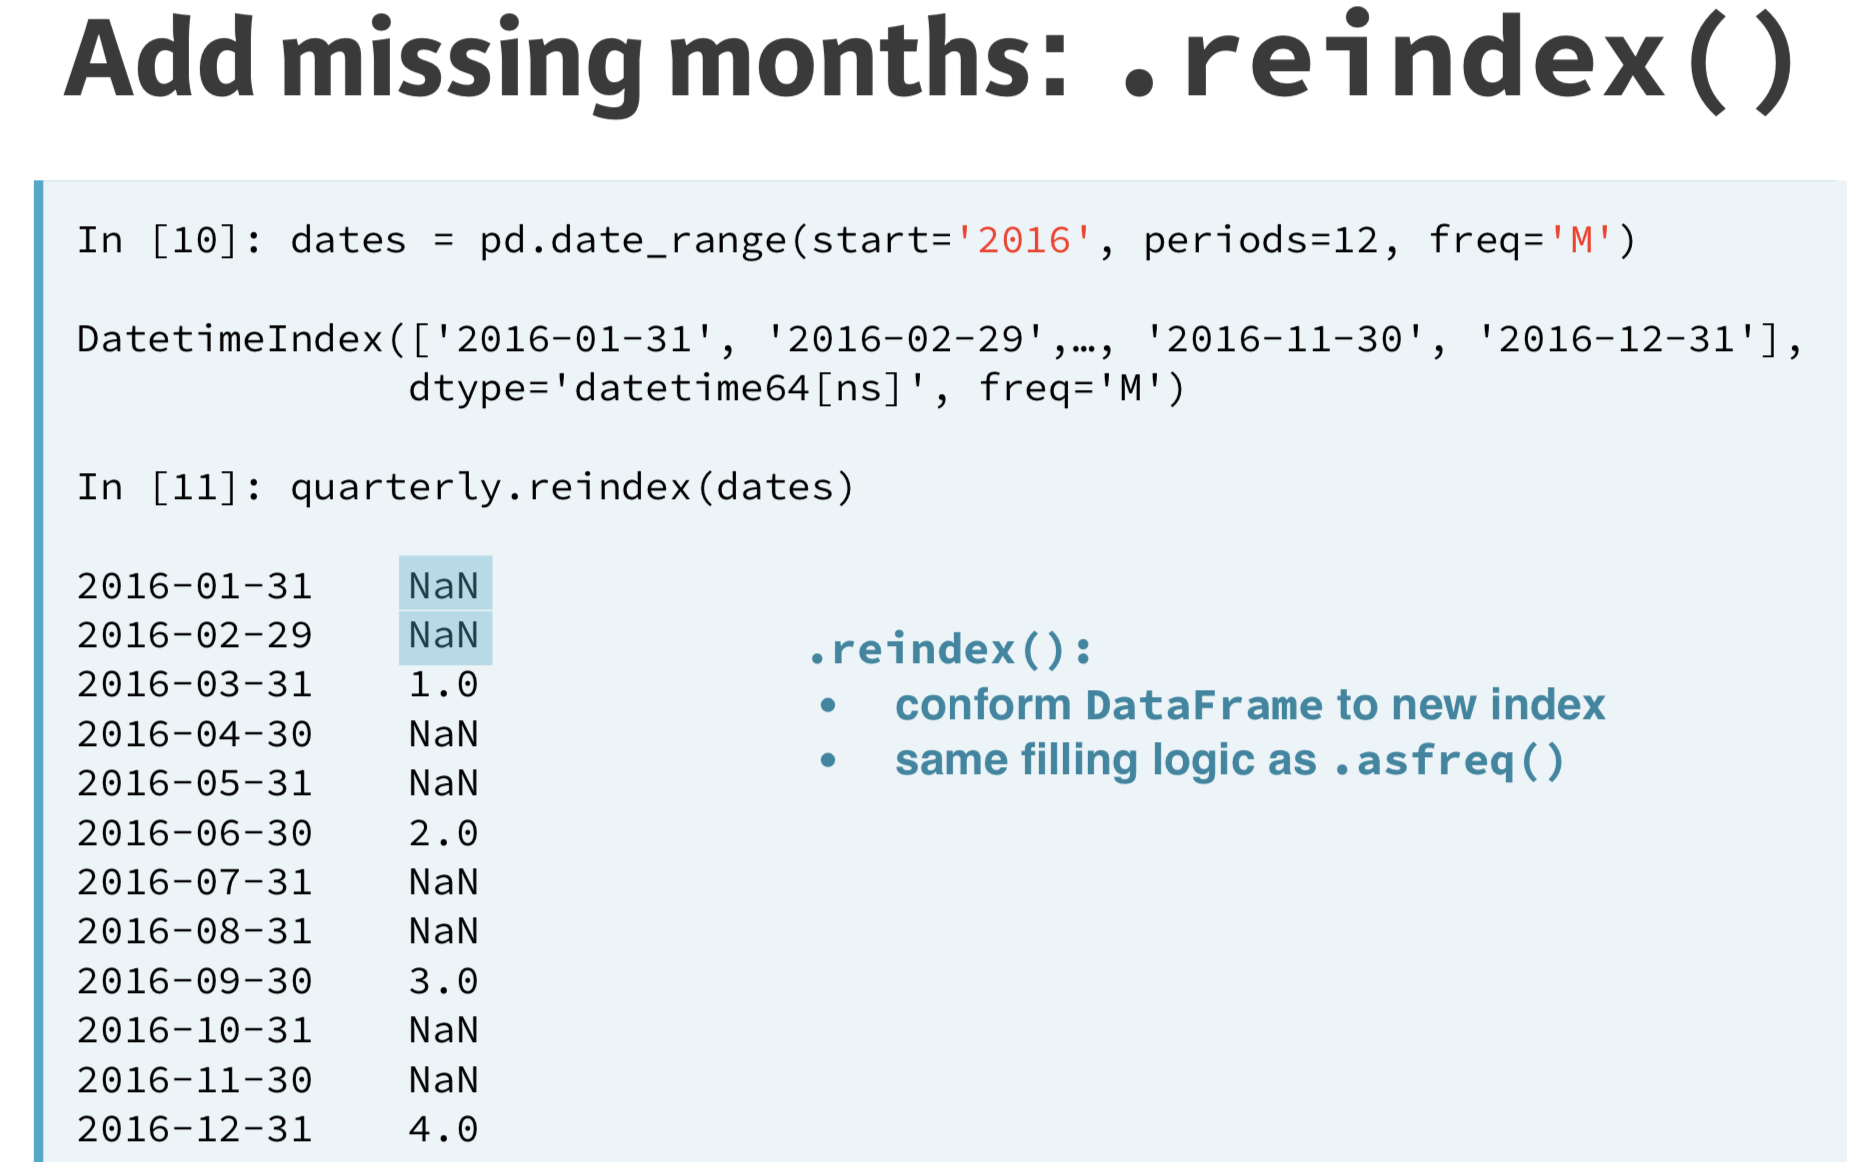 Add missing months: .reindex()
In [10]: dates = pd.date_range(start='2016', periods=12, freq='M')
DatetimeIndex(['2016-01-31', '2016-02-29',…, '2016-11-30', '2016-12-31'],
dtype='datetime64[ns]', freq='M')
In [11]: quarterly.reindex(dates)
2016-01-31 NaN
2016-02-29 NaN
2016-03-31 1.0
2016-04-30 NaN
2016-05-31 NaN
2016-06-30 2.0
2016-07-31 NaN
2016-08-31 NaN
2016-09-30 3.0
2016-10-31 NaN
2016-11-30 NaN
2016-12-31 4.0
.reindex():
• conform DataFrame to new index
• same filling logic as .asfreq()